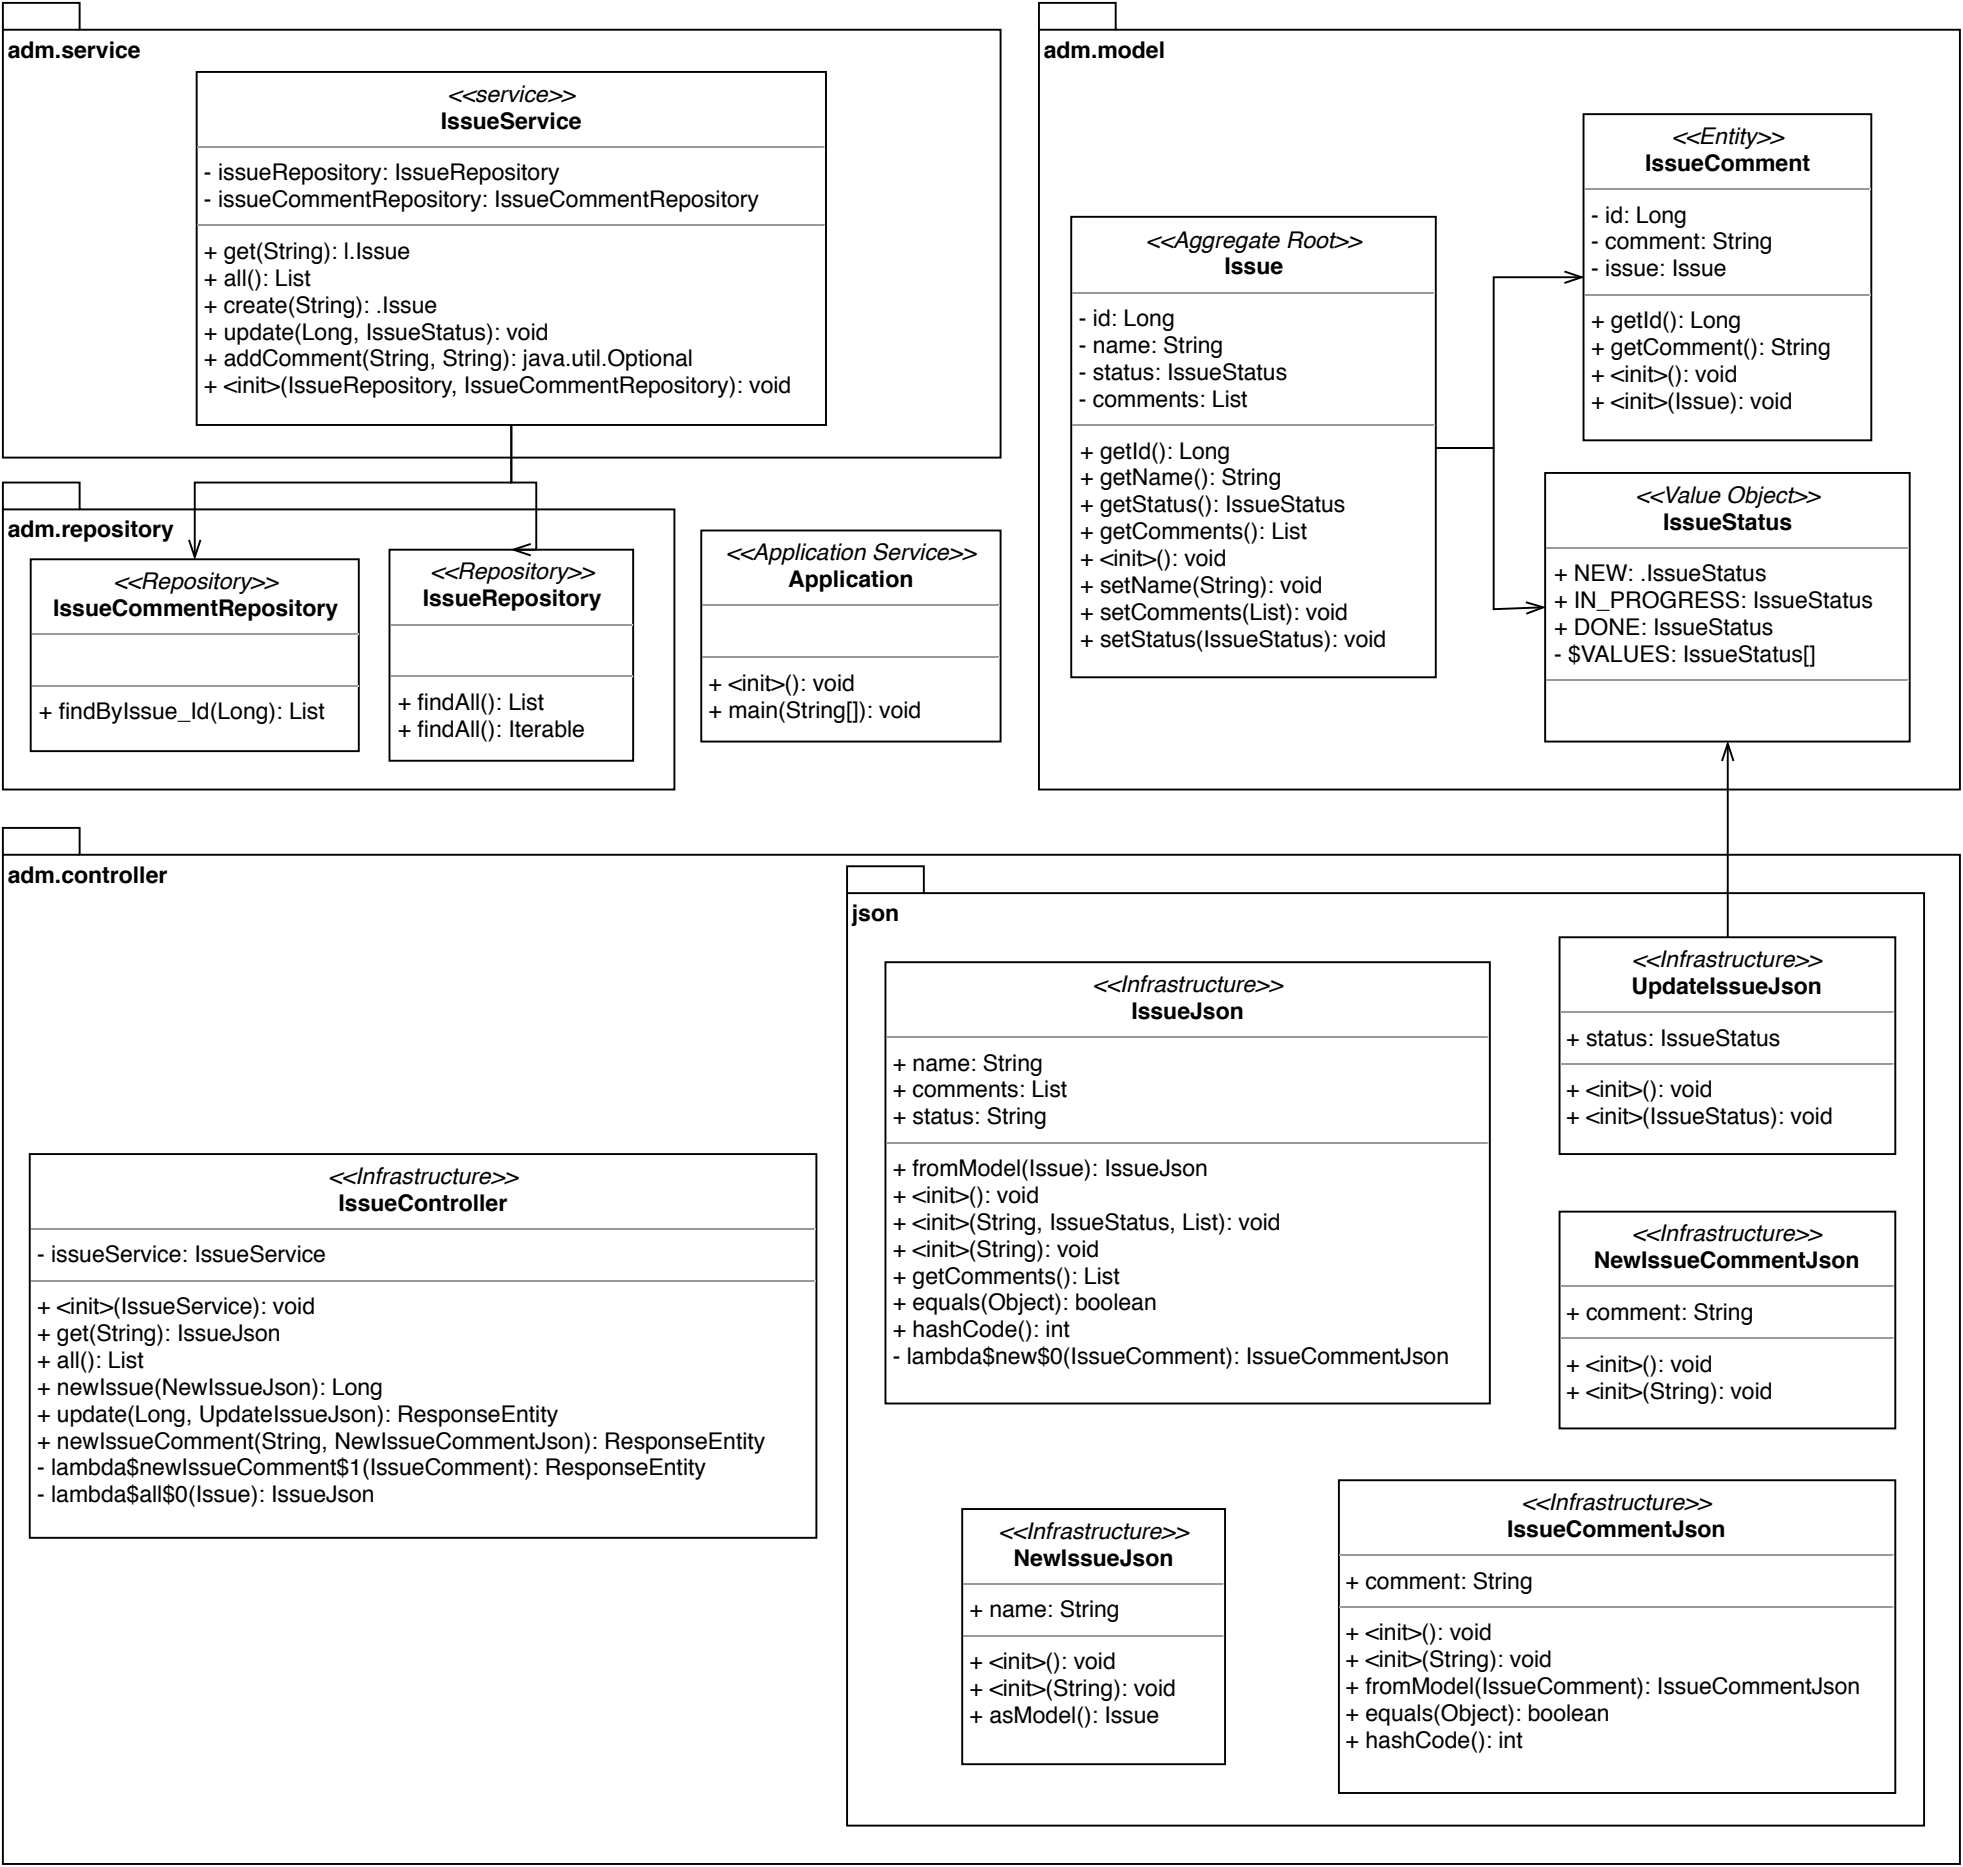 adm.service
<<service>>
IssueService
- issueRepository: IssueRepository
- issueCommentRepository: IssueCommentRepository
+ get(String): l.Issue
+ all(): List
+ create(String): .Issue
+ update(Long, IssueStatus): void
+ addComment(String, String): java.util.Optional
+ <init>(IssueRepository, IssueCommentRepository): void
adm.repository
<<Repository>>
IssueCommentRepository
+ findByIssue_Id(Long): List
<<Repository>>
IssueRepository
+ findAll(): List
+ findAll(): Iterable
<<Application Service>>
Application
+ <init>(): void
+ main(String[]): void
adm.model
<<Aggregate Root>>
Issue
- id: Long
- name: String
- status: IssueStatus
- comments: List
+ getId(): Long
+ getName(): String
+ getStatus(): IssueStatus
+ getComments(): List
+ <init>(): void
+ setName(String): void
+ setComments(List): void
+ setStatus(IssueStatus): void
<<Entity>>
IssueComment
- id: Long
- comment: String
- issue: Issue
+ getId(): Long
+ getComment(): String
+ <init>(): void
+ <init>(Issue): void
<<Value Object>>
IssueStatus
+ NEW: .IssueStatus
+ IN_PROGRESS: IssueStatus
+ DONE: IssueStatus
- $VALUES: IssueStatus[]
adm.controller
<<Infrastructure>>
IssueController
- issueService: IssueService
+ <init>(IssueService): void
+ get(String): IssueJson
+ all(): List
+ newIssue(NewIssueJson): Long
+ update(Long, UpdateIssueJson): ResponseEntity
+ newIssueComment(String, NewIssueCommentJson): ResponseEntity
- lambda$newIssueComment$1(IssueComment): ResponseEntity
- lambda$all$0(Issue): IssueJson
json
<<Infrastructure>>
IssueJson
+ name: String
+ comments: List
+ status: String
+ fromModel(Issue): IssueJson
+ <init>(): void
+ <init>(String, IssueStatus, List): void
+ <init>(String): void
+ getComments(): List
+ equals(Object): boolean
+ hashCode(): int
- lambda$new$0(IssueComment): IssueCommentJson
<<Infrastructure>>
UpdateIssueJson
+ status: IssueStatus
+ <init>(): void
+ <init>(IssueStatus): void
<<Infrastructure>>
NewIssueCommentJson
+ comment: String
+ <init>(): void
+ <init>(String): void
<<Infrastructure>>
NewIssueJson
+ name: String
+ <init>(): void
+ <init>(String): void
+ asModel(): Issue
<<Infrastructure>>
IssueCommentJson
+ comment: String
+ <init>(): void
+ <init>(String): void
+ fromModel(IssueComment): IssueCommentJson
+ equals(Object): boolean
+ hashCode(): int